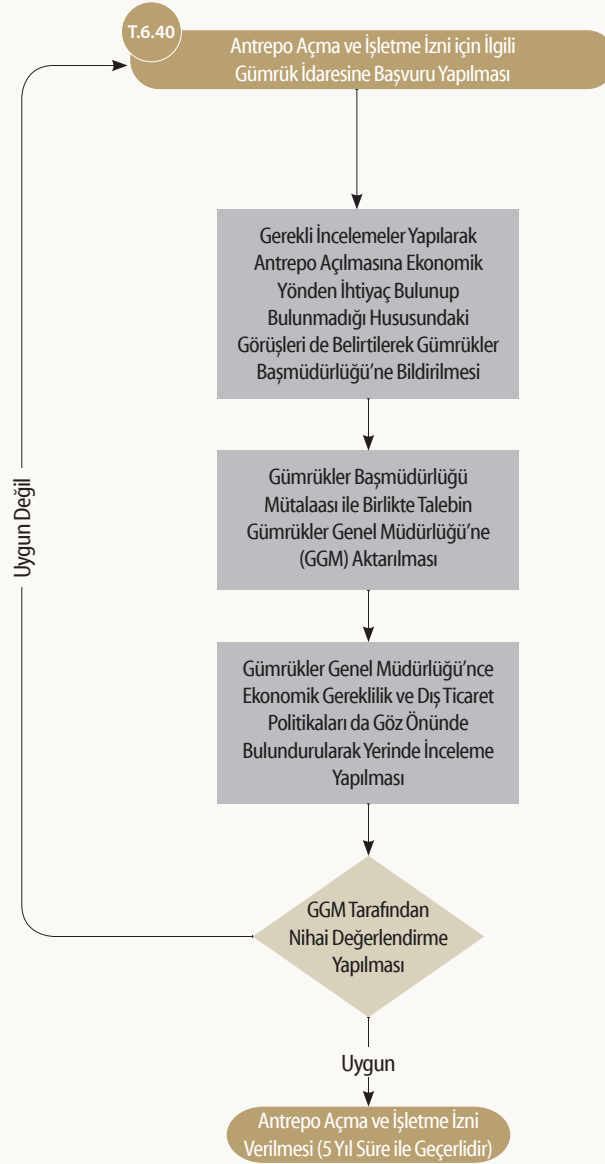 T.6.40
Antrepo Açma ve İşletme İzni için İlgili
Gümrük İdaresine Başvuru Yapılması
Gerekli İncelemeler Yapılarak
Antrepo Açılmasına Ekonomik
Yönden İhtiyaç Bulunup
Bulunmadığı Hususundaki
Görüşleri de Belirtilerek Gümrükler
Başmüdürlüğü’ne Bildirilmesi
Gümrükler Başmüdürlüğü
Mütalaası ile Birlikte Talebin
Gümrükler Genel Müdürlüğü’ne
(GGM) Aktarılması
Uygun Değil
Gümrükler Genel Müdürlüğü’nce
Ekonomik Gereklilik ve Dış Ticaret
Politikaları da Göz Önünde
Bulundurularak Yerinde İnceleme
Yapılması
GGM Tarafından
Nihai Değerlendirme
Yapılması
Uygun
Antrepo Açma ve İşletme İzni
Verilmesi (5 Yıl Süre ile Geçerlidir)